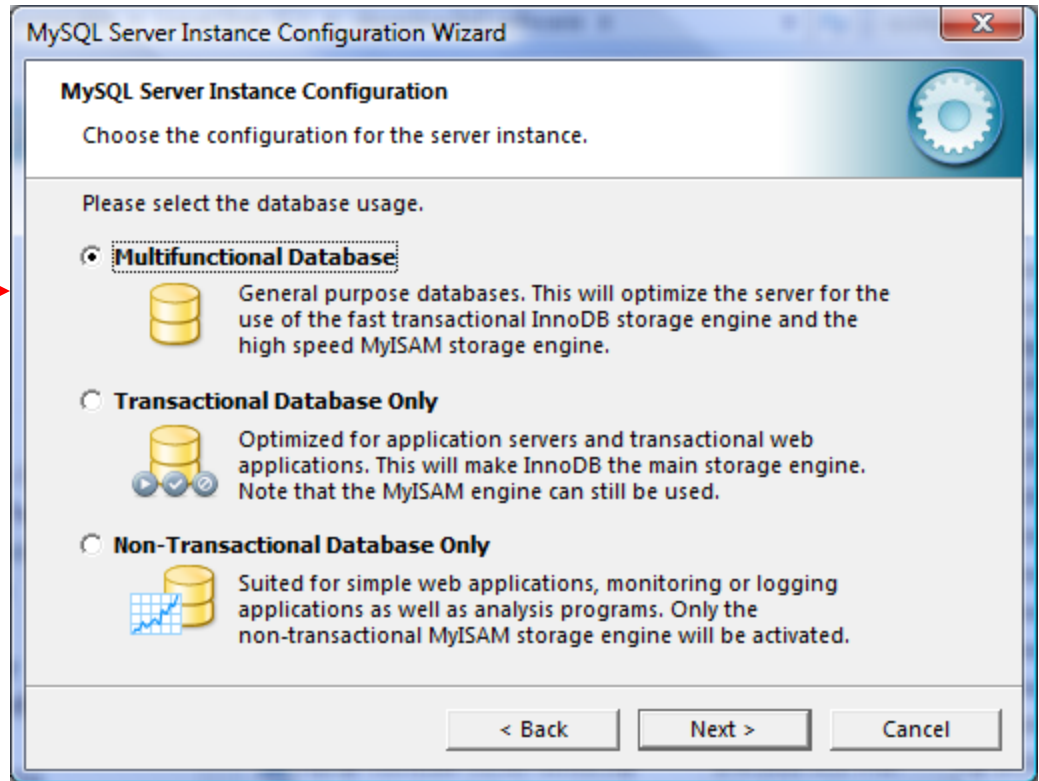 MySQL Server Instance Configuration Wizard
MySQL Server Instance Configuration
Choose the configuration for the server instance.
Please select the database usage.
Multifunctional Database
General purpose databases. This will optimize the server for the
use of the fast transactional InnoDB storage engine and the
high speed MyISAM storage engine.
Transactional Database Only
Optimized for application servers and transactional web
applications. This will make InnoDB the main storage engine.
Note that the MyISAM engine can still be used.
Non-Transactional Database Only
Suited for simple web applications, monitoring or logging
applications as well as analysis programs. Only the
non-transactional MyISAM storage engine will be activated.
< Back Next > Cancel